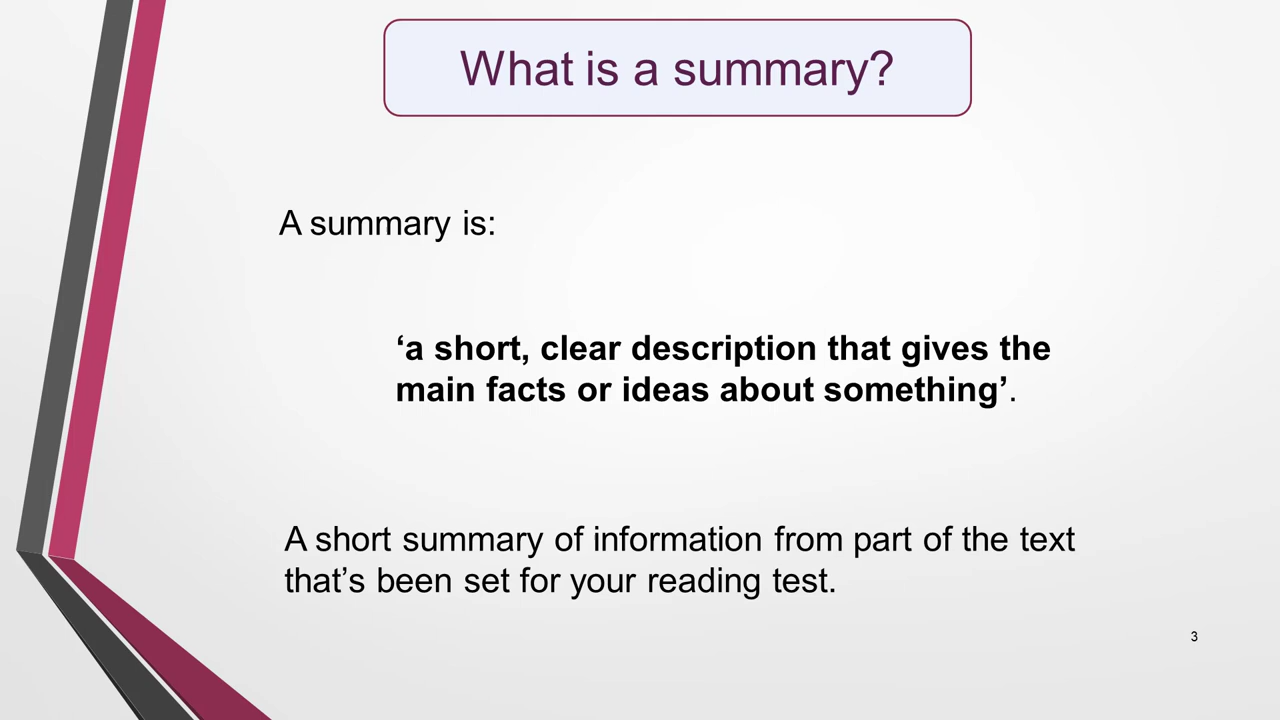 What is a summary?
A summary is:
‘a short, clear description that gives the
main facts or ideas about something’.
A short summary of information from part of the text
that’s been set for your reading test.
3